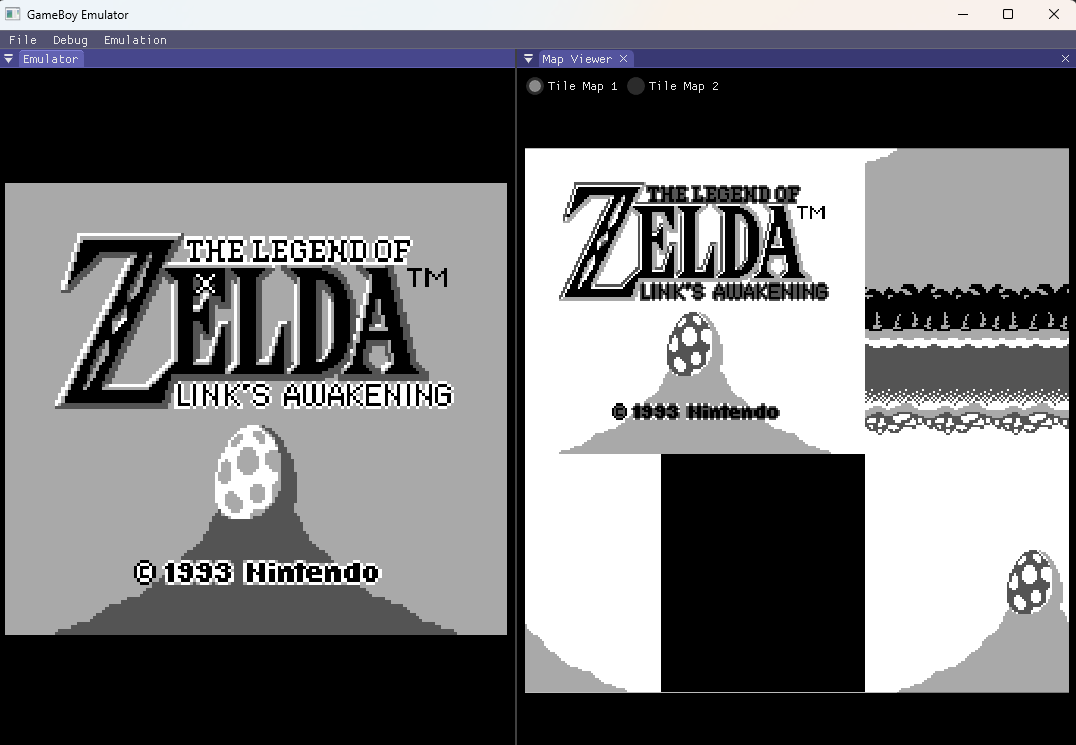 GameBoy Emulator
File Debug Emulation
Emulator
Map Viewer
Tile Map 1 Tile Map 2
THE LEGEND OF
ZELDA TM
LINK'S AWAKENING
© 1993 Nintendo
THE LEGEND OF
ZELDA TM
LINK'S AWAKENING
© 1993 Nintendo